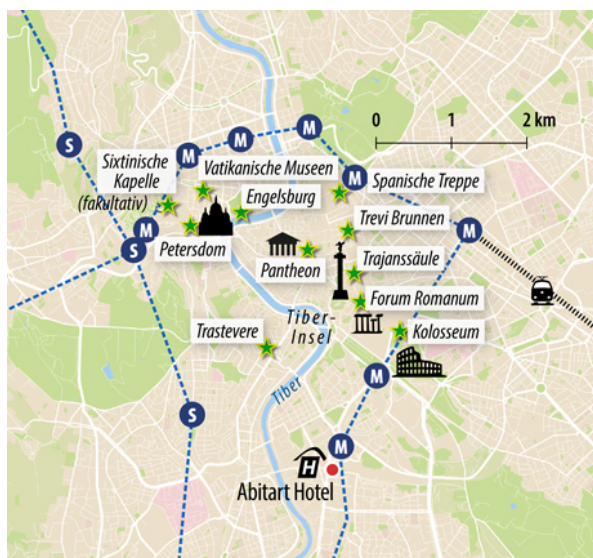 M
M
0 1 2 km
S
M
Sixtinische
Kapelle
(faKultativ)
Vatikanische Museen
M
Spanische Treppe
Engelsburg
M
S
Petersdom
Trevi Brunnen
M
Pantheon
Trajanssäule
Forum Romanum
Tiber-
Insel
Trastevere
Kolosseum
M
Tiber
S
M
H
Abitart Hotel